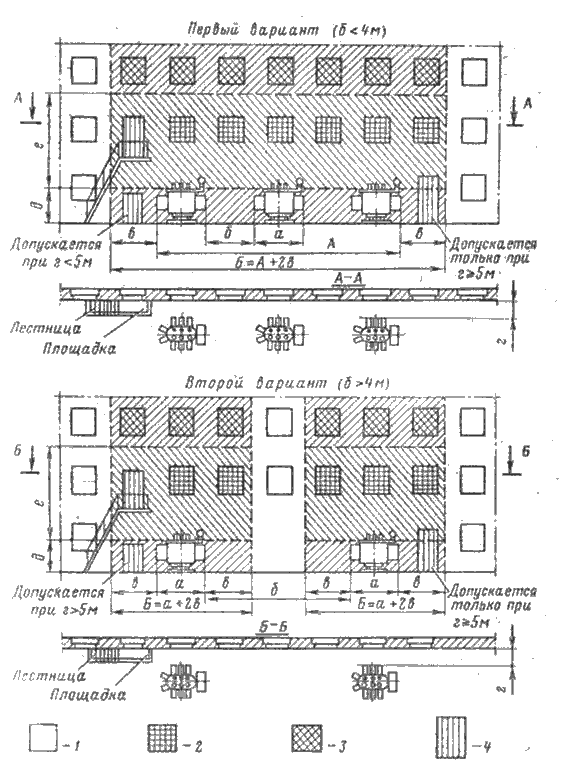 Первый вариант (б<4м)
А
А
е
д
в
б
а
в
А
Б=А+2в
Допускается
при г<5м
Допускается
только при
г≥5м
А-А
Лестница
Площадка
г
Второй вариант (б>4м)
Б
Б
е
д
в
а
в
б
в
а
в
Б=а+2в
Б=а+2в
Допускается
при г>5м
Допускается
только при
г≥5м
Б-Б
Лестница
Площадка
г
-1
-2
-3
-4